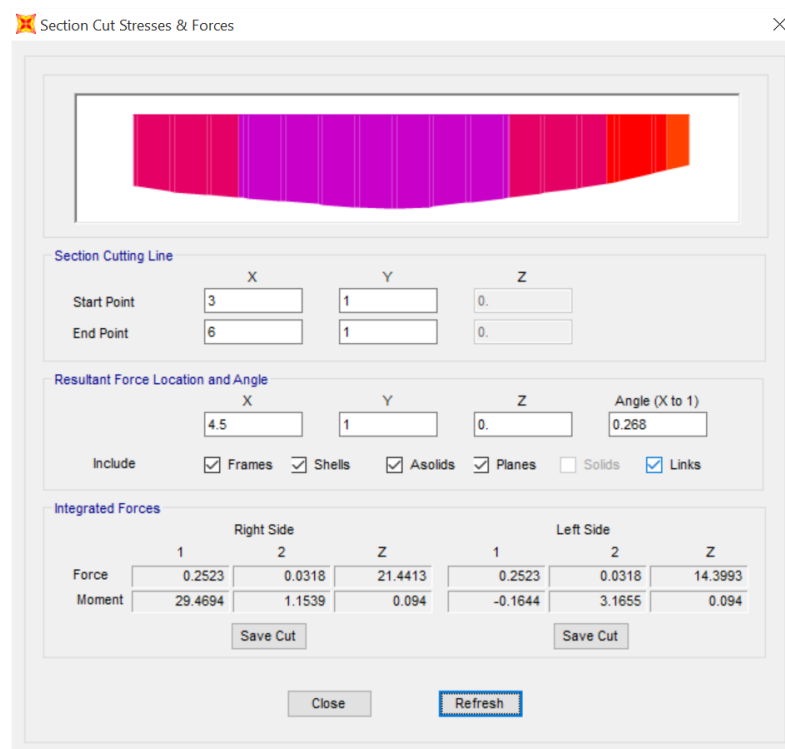 Section Cut Stresses & Forces
Section Cutting Line
X Y Z
Start Point 3 1 0.
End Point 6 1 0.
Resultant Force Location and Angle
X Y Z Angle (X to 1)
4.5 1 0. 0.268
Include Frames Shells Asolids Planes Solids Links
Integrated Forces
Right Side Left Side
1 2 Z 1 2 Z
Force 0.2523 0.0318 21.4413 0.2523 0.0318 14.3993
Moment 29.4694 1.1539 0.094 -0.1644 3.1655 0.094
Save Cut Save Cut
Close Refresh